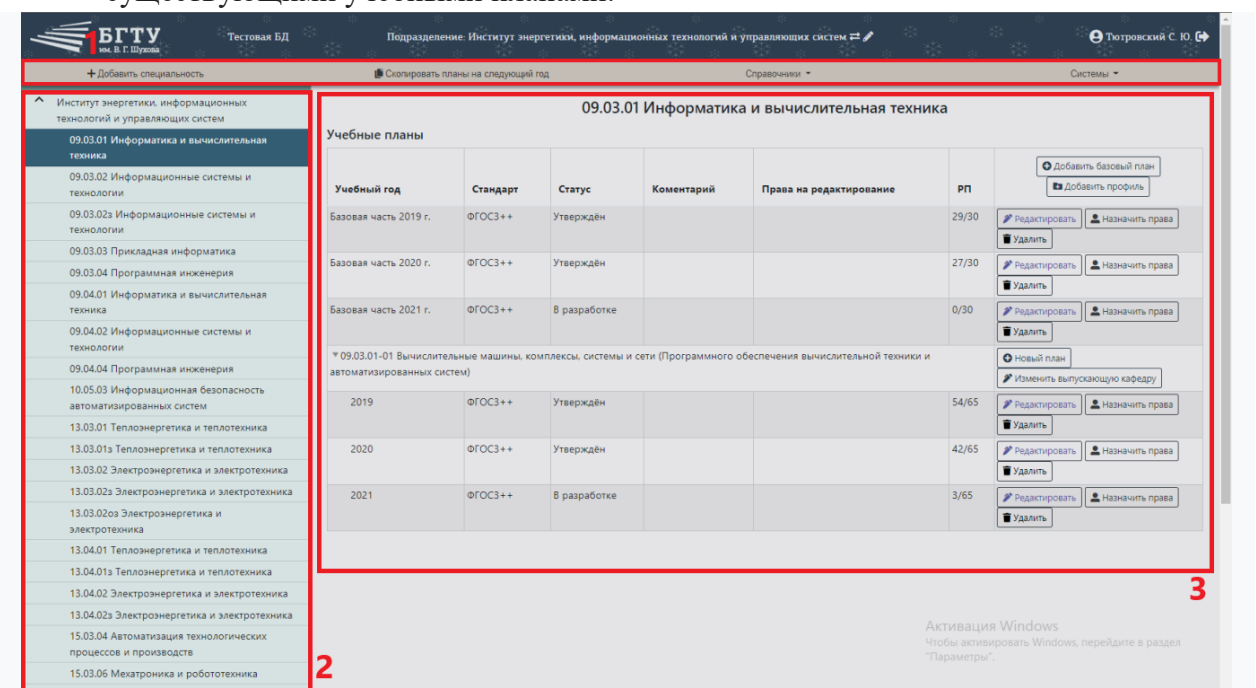 существующими учебными планами.
БГТУ
им. В. Г. Шухова
Тестовая БД
Подразделение: Институт энергетики, информационных технологий и управляющих систем
Тютровский С. Ю.
1
Добавить специальность
Скопировать планы на следующий год
Справочники
Системы
Институт энергетики, информационных
технологий и управляющих систем
09.03.01 Информатика и вычислительная
техника
09.03.02 Информационные системы и
технологии
09.03.02з Информационные системы и
технологии
09.03.03 Прикладная информатика
09.03.04 Программная инженерия
09.04.01 Информатика и вычислительная
техника
09.04.02 Информационные системы и
технологии
09.04.04 Программная инженерия
10.05.03 Информационная безопасность
автоматизированных систем
13.03.01 Теплоэнергетика и теплотехника
13.03.01з Теплоэнергетика и теплотехника
13.03.02 Электроэнергетика и электротехника
13.03.02з Электроэнергетика и электротехника
13.03.02оз Электроэнергетика и
электротехника
13.04.01 Теплоэнергетика и теплотехника
13.04.01з Теплоэнергетика и теплотехника
13.04.02 Электроэнергетика и электротехника
13.04.02з Электроэнергетика и электротехника
15.03.04 Автоматизация технологических
процессов и производств
15.03.06 Мехатроника и робототехника
2
09.03.01 Информатика и вычислительная техника
Учебные планы
Учебный год Стандарт Статус Коментарий Права на редактирование РП
Добавить базовый план
Добавить профиль
Базовая часть 2019 г. ФГОС3++ Утверждён 29/30 Редактировать Назначить права
Удалить
Базовая часть 2020 г. ФГОС3++ Утверждён 27/30 Редактировать Назначить права
Удалить
Базовая часть 2021 г. ФГОС3++ В разработке 0/30 Редактировать Назначить права
Удалить
* 09.03.01-01 Вычислительные машины, комплексы, системы и сети (Программного обеспечения вычислительной техники и
автоматизированных систем)
Новый план
Изменить выпускающую кафедру
2019 ФГОС3++ Утверждён 54/65 Редактировать Назначить права
Удалить
2020 ФГОС3++ Утверждён 42/65 Редактировать Назначить права
Удалить
2021 ФГОС3++ В разработке 3/65 Редактировать Назначить права
Удалить
3
Активация Windows
Чтобы активировать Windows, перейдите в раздел
"Параметры".